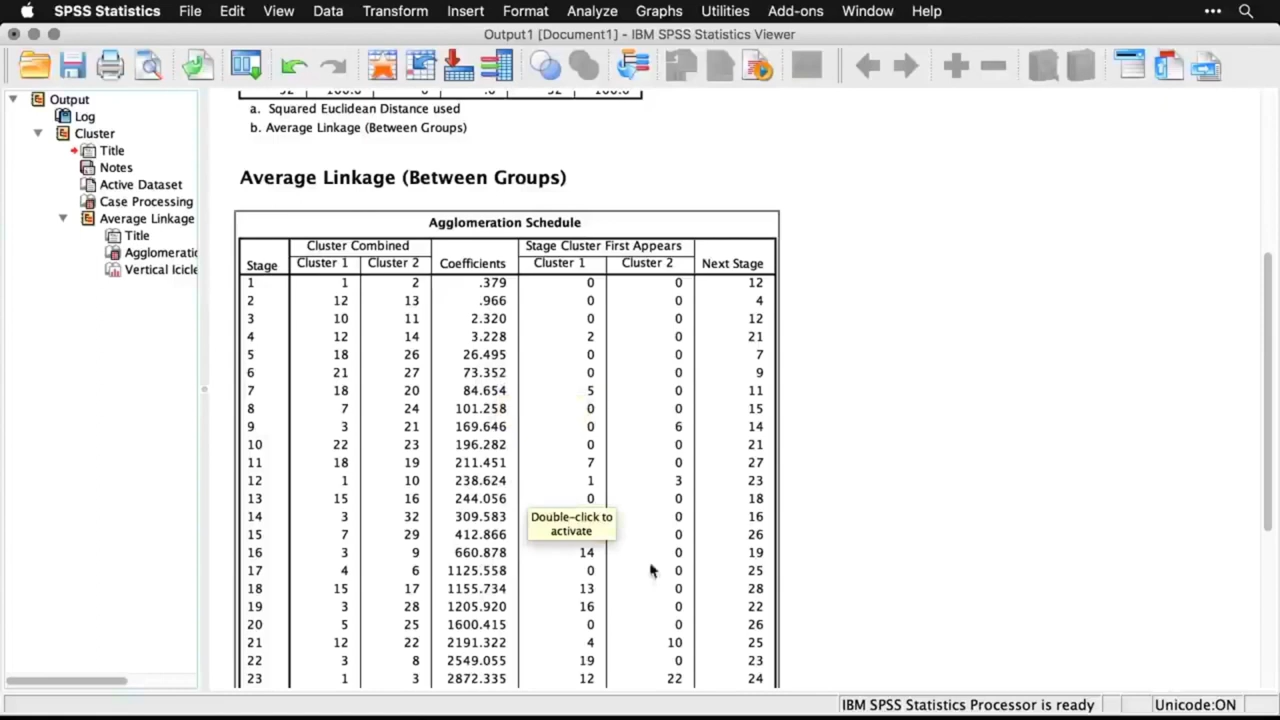 SPSS Statistics File Edit View Data Transform Insert Format Analyze Graphs Utilities Add-ons Window Help
Output1 [Document1] - IBM SPSS Statistics Viewer
Output
Log
Cluster
Title
Notes
Active Dataset
Case Processing
Average Linkage
Title
Agglomeratio
Vertical Icicle
32 100.0 0 .0 32 100.0
a. Squared Euclidean Distance used
b. Average Linkage (Between Groups)
Average Linkage (Between Groups)
Agglomeration Schedule
Cluster Combined Stage Cluster First Appears
Stage Cluster 1 Cluster 2 Coefficients Cluster 1 Cluster 2 Next Stage
1 1 2 .379 0 0 12
2 12 13 .966 0 0 4
3 10 11 2.320 0 0 12
4 12 14 3.228 2 0 21
5 18 26 26.495 0 0 7
6 21 27 73.352 0 0 9
7 18 20 84.654 5 0 11
8 7 24 101.258 0 0 15
9 3 21 169.646 0 6 14
10 22 23 196.282 0 0 21
11 18 19 211.451 7 0 27
12 1 10 238.624 1 3 23
13 15 16 244.056 0 0 18
14 3 32 309.583 0 16
15 7 29 412.866 0 26
Double-click to
activate
16 3 9 660.878 14 0 19
17 4 6 1125.558 0 0 25
18 15 17 1155.734 13 0 28
19 3 28 1205.920 16 0 22
20 5 25 1600.415 0 0 26
21 12 22 2191.322 4 10 25
22 3 8 2549.055 19 0 23
23 1 3 2872.335 12 22 24
IBM SPSS Statistics Processor is ready Unicode:ON